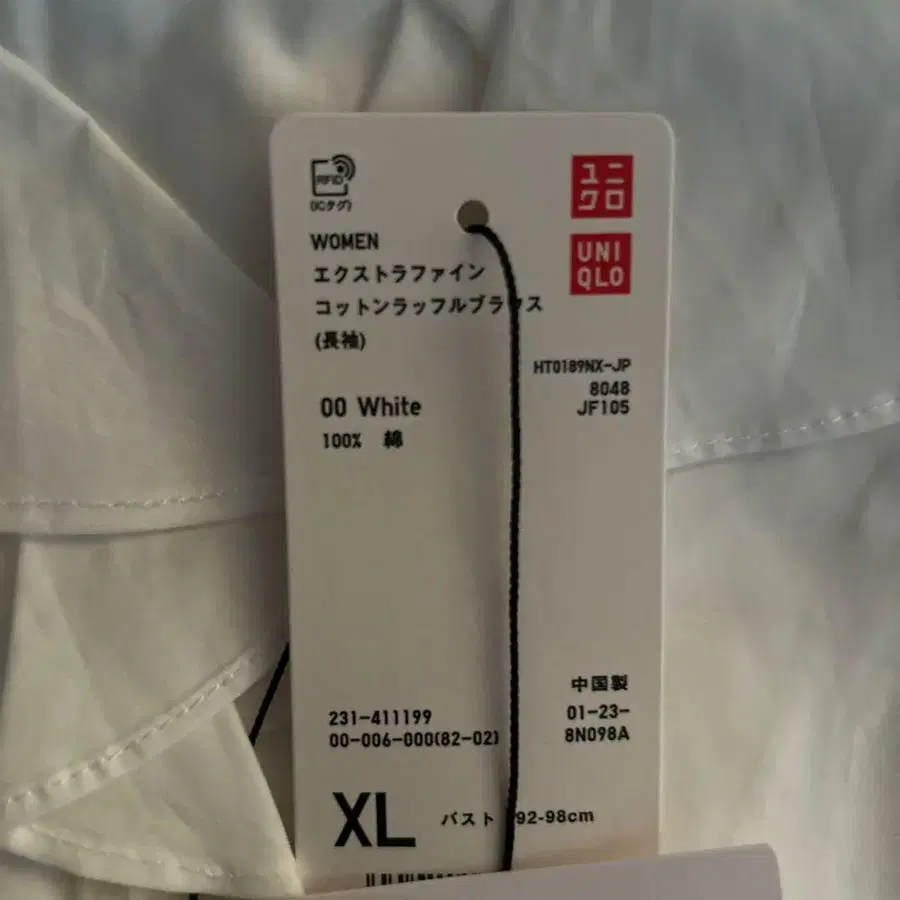 RFID
(ICタグ)
ユニ
クロ
UNI
QLO
WOMEN
エクストラファイン
コットンラッフルブラウス
(長袖)
HT0189NX-JP
8048
JF105
00 White
100% 綿
中国製
01-23-
8N098A
231-411199
00-006-000(82-02)
XL バスト 92-98cm